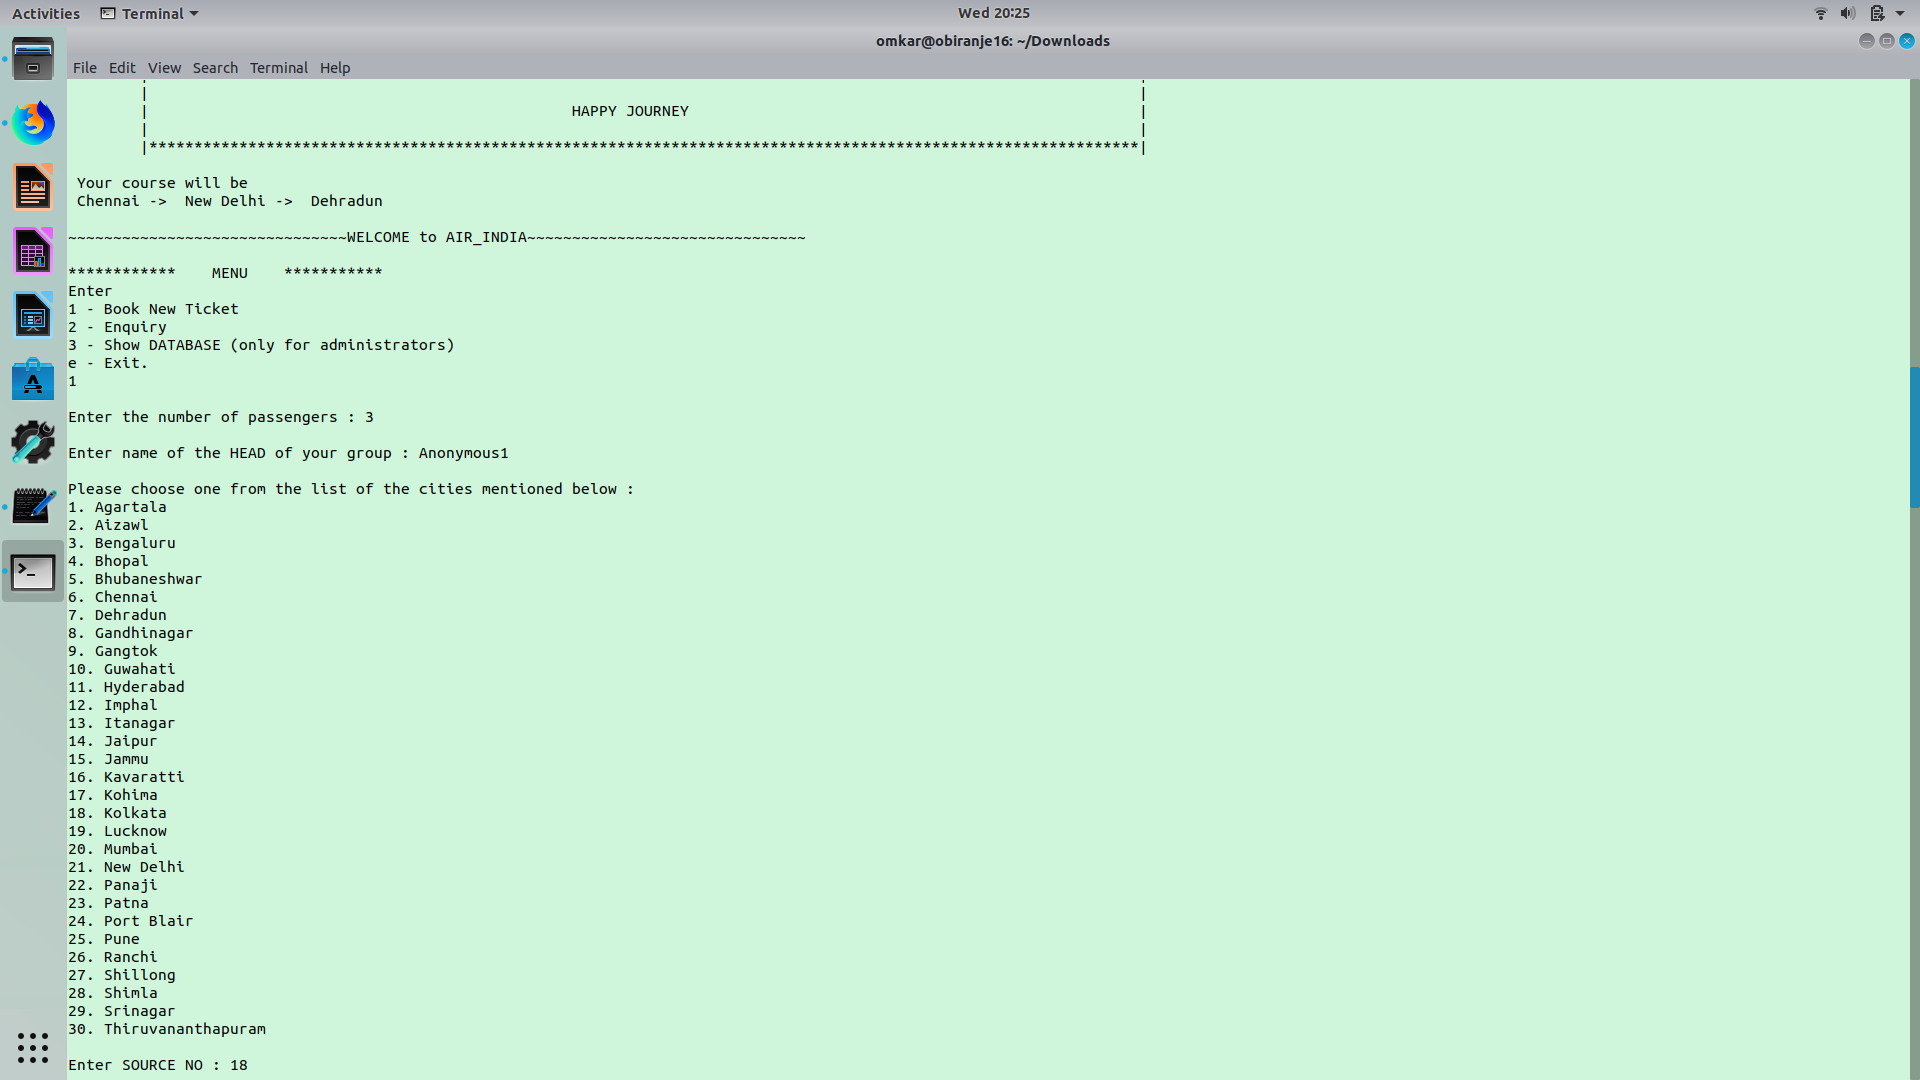 Activities Terminal Wed 20:25
omkar@obiranje16: ~/Downloads
File Edit View Search Terminal Help
| |
| HAPPY JOURNEY |
| |
|**************************************************************************************************************|
Your course will be
Chennai -> New Delhi -> Dehradun
~~~~~~~~~~~~~~~~~~~~~~~~~~~~~~~WELCOME to AIR_INDIA~~~~~~~~~~~~~~~~~~~~~~~~~~~~~~~
************ MENU ***********
Enter
1 - Book New Ticket
2 - Enquiry
3 - Show DATABASE (only for administrators)
e - Exit.
1
Enter the number of passengers : 3
Enter name of the HEAD of your group : Anonymous1
Please choose one from the list of the cities mentioned below :
1. Agartala
2. Aizawl
3. Bengaluru
4. Bhopal
5. Bhubaneshwar
6. Chennai
7. Dehradun
8. Gandhinagar
9. Gangtok
10. Guwahati
11. Hyderabad
12. Imphal
13. Itanagar
14. Jaipur
15. Jammu
16. Kavaratti
17. Kohima
18. Kolkata
19. Lucknow
20. Mumbai
21. New Delhi
22. Panaji
23. Patna
24. Port Blair
25. Pune
26. Ranchi
27. Shillong
28. Shimla
29. Srinagar
30. Thiruvananthapuram
Enter SOURCE NO : 18